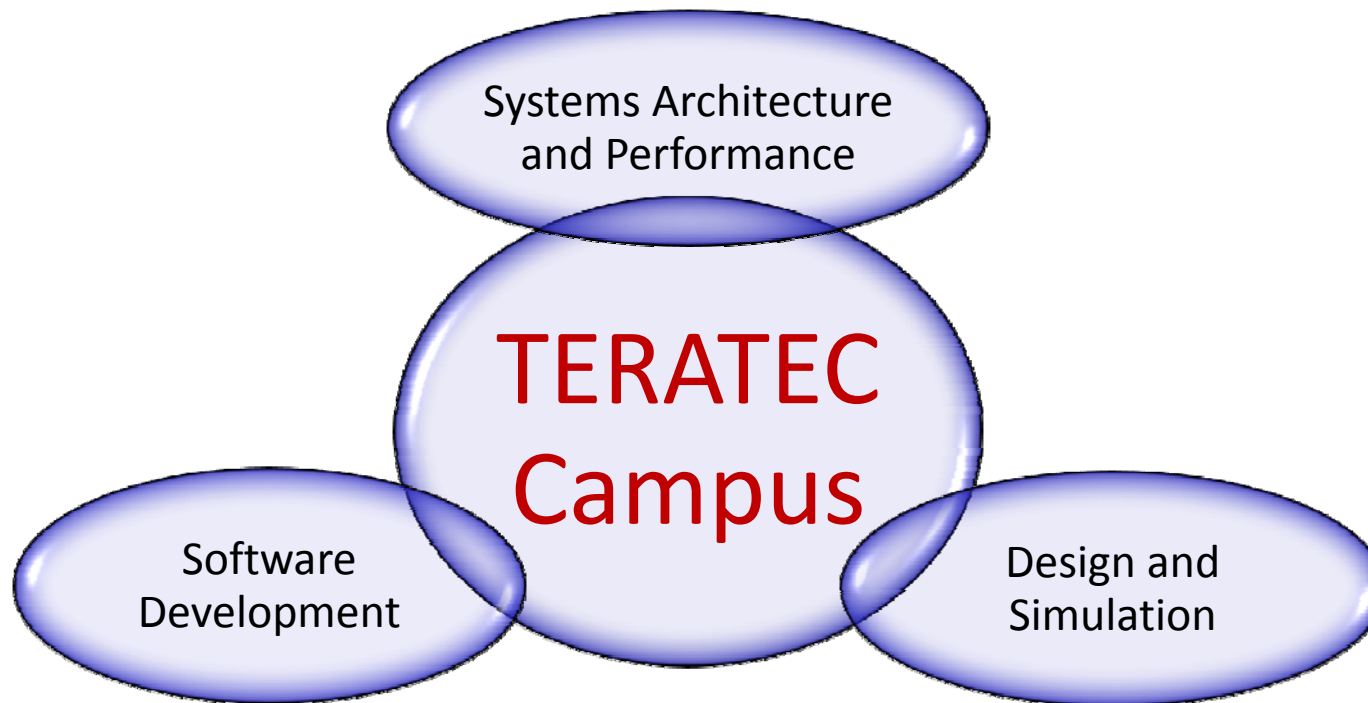 Systems Architecture
and Performance
TERATEC
Campus
Software
Development
Design and
Simulation